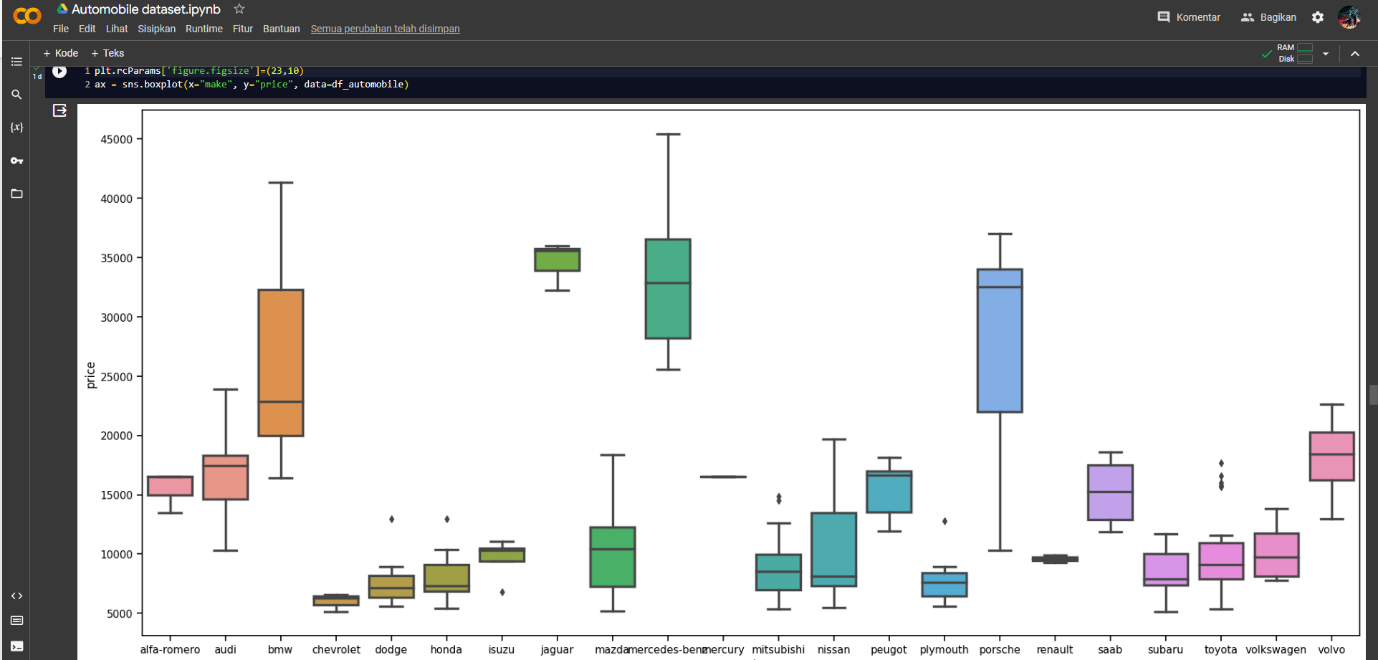 Automobile dataset.ipynb
File Edit Lihat Sisipkan Runtime Fitur Bantuan Semua perubahan telah disimpan
Komentar Bagikan
+ Kode + Teks
RAM
Disk
1 d
1 plt.rcParams['figure.figsize']=(23,10)
2 ax = sns.boxplot(x="make", y="price", data=df_automobile)
{x}
45000
40000
35000
30000
25000
20000
15000
10000
5000
price
alfa-romero audi bmw chevrolet dodge honda isuzu jaguar mazda mercedes-benz mercury mitsubishi nissan peugot plymouth porsche renault saab subaru toyota volkswagen volvo